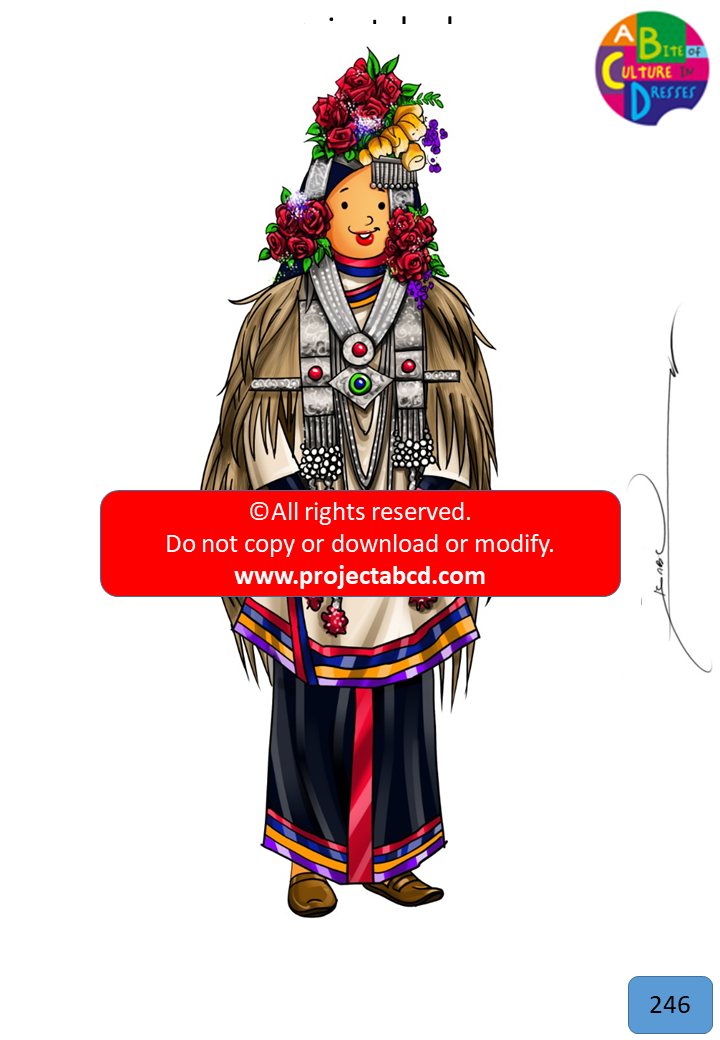 A BITE OF
CULTURE IN
DRESSES
©All rights reserved.
Do not copy or download or modify.
www.projectabcd.com
246